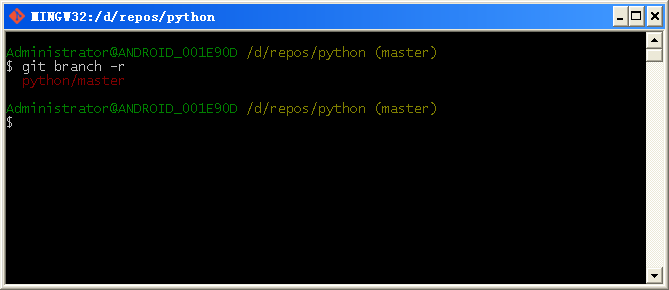 MINGW32:/d/repos/python
Administrator@ANDROID_001E90D /d/repos/python (master)
$ git branch -r
python/master
Administrator@ANDROID_001E90D /d/repos/python (master)
$